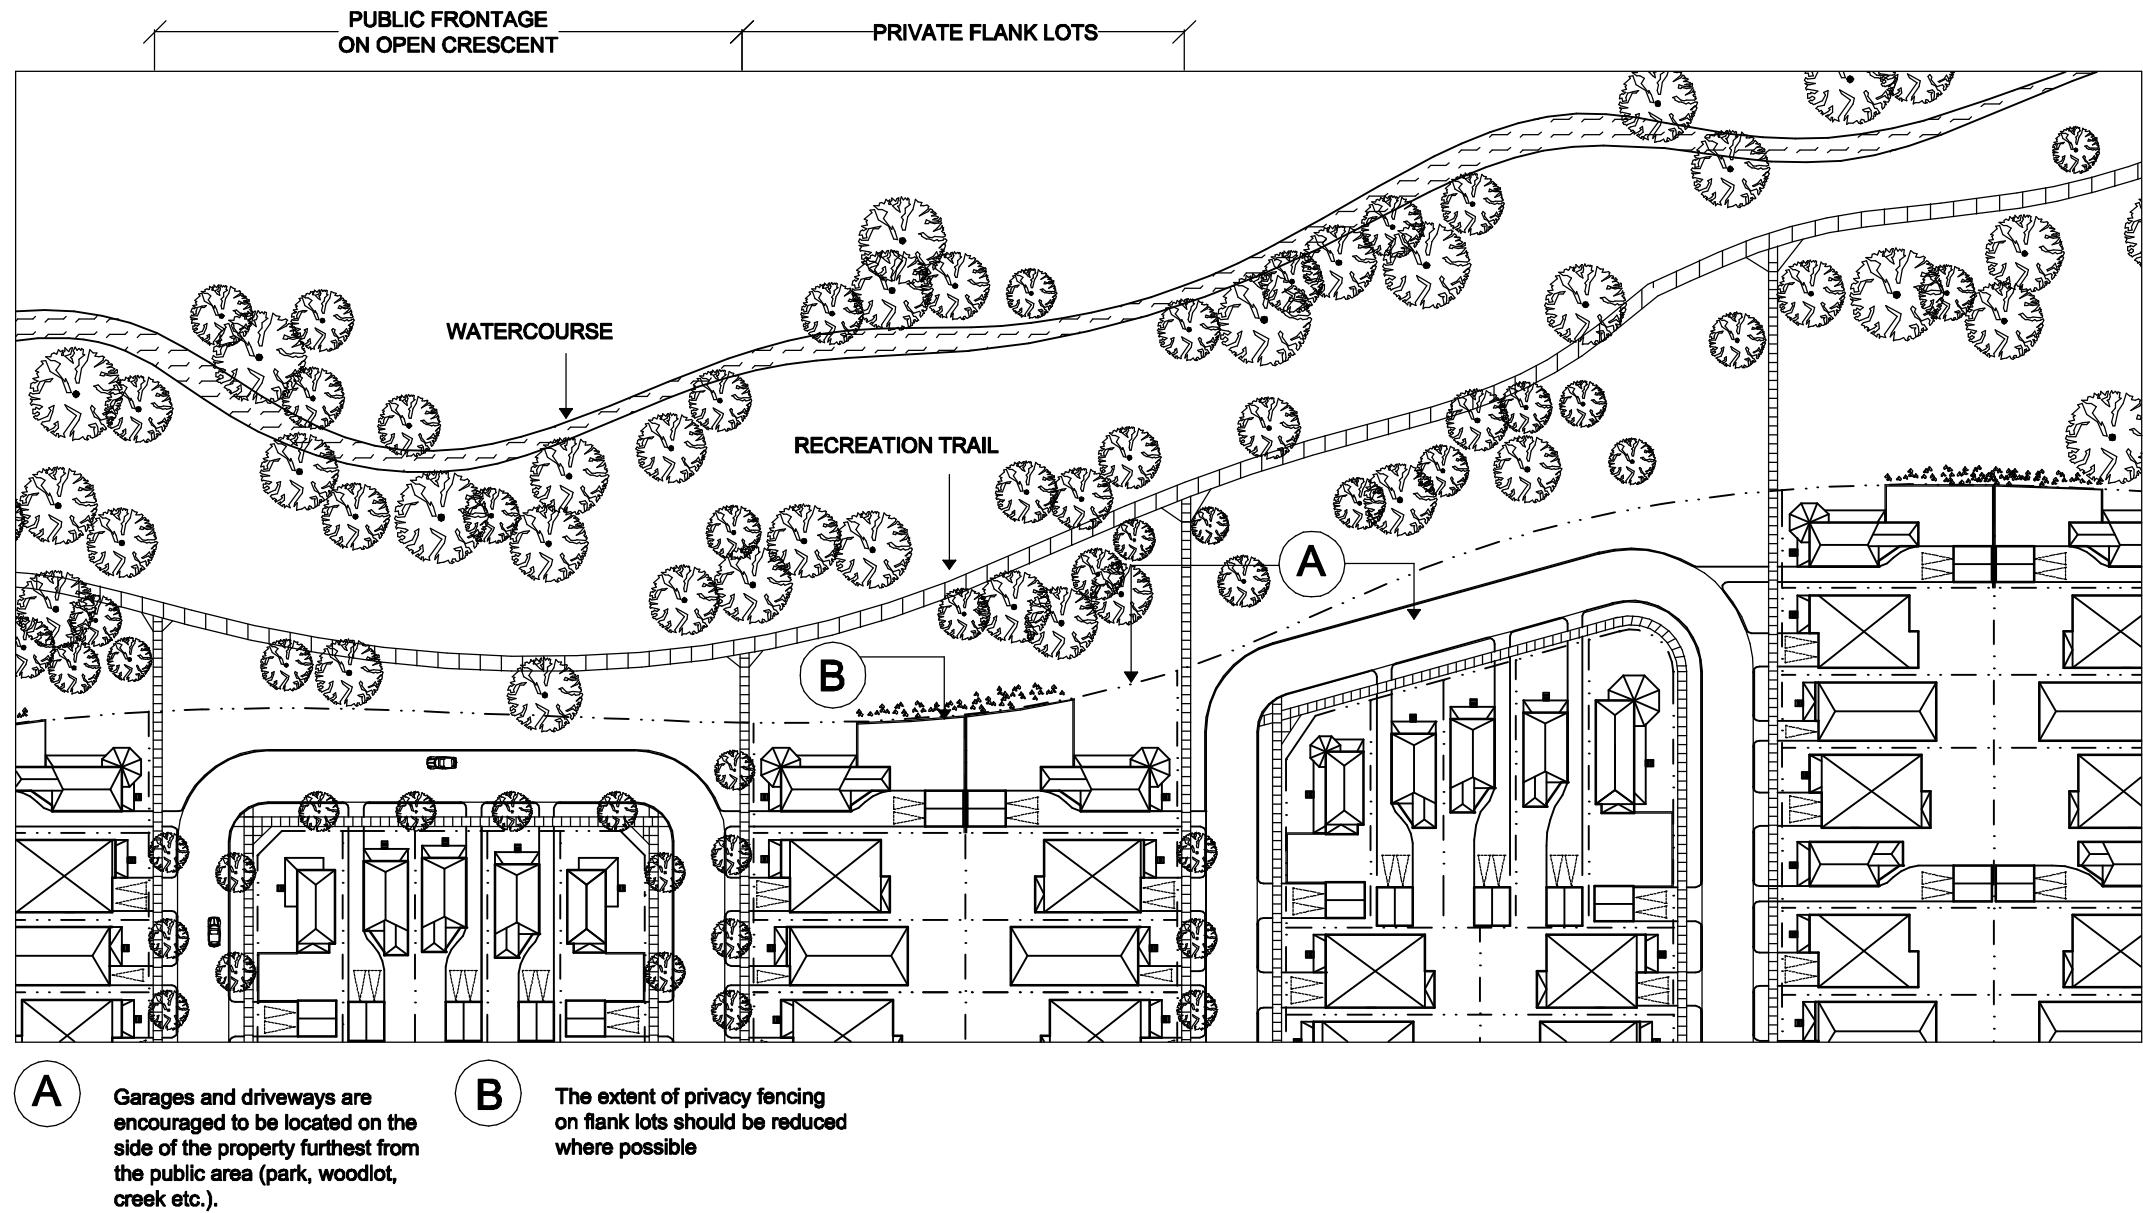 PUBLIC FRONTAGE
ON OPEN CRESCENT
PRIVATE FLANK LOTS
WATERCOURSE
RECREATION TRAIL
A
B
A
Garages and driveways are
encouraged to be located on the
side of the property furthest from
the public area (park, woodlot,
creek etc.).
B
The extent of privacy fencing
on flank lots should be reduced
where possible